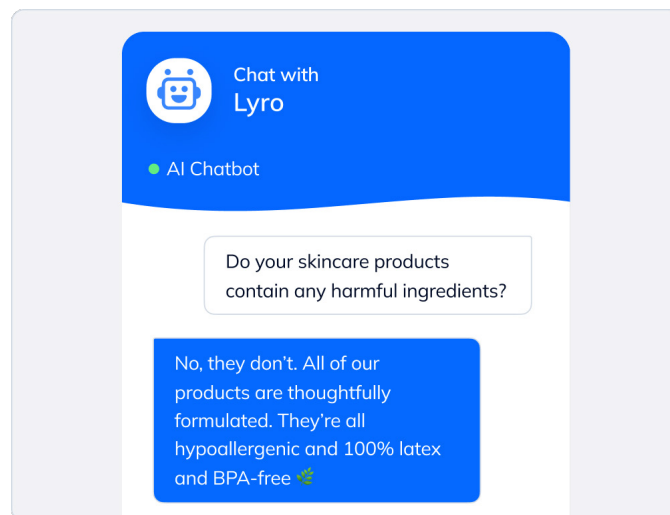 Chat with
Lyro
AI Chatbot
Do your skincare products
contain any harmful ingredients?
No, they don’t. All of our
products are thoughtfully
formulated. They’re all
hypoallergenic and 100% latex
and BPA-free 🌿